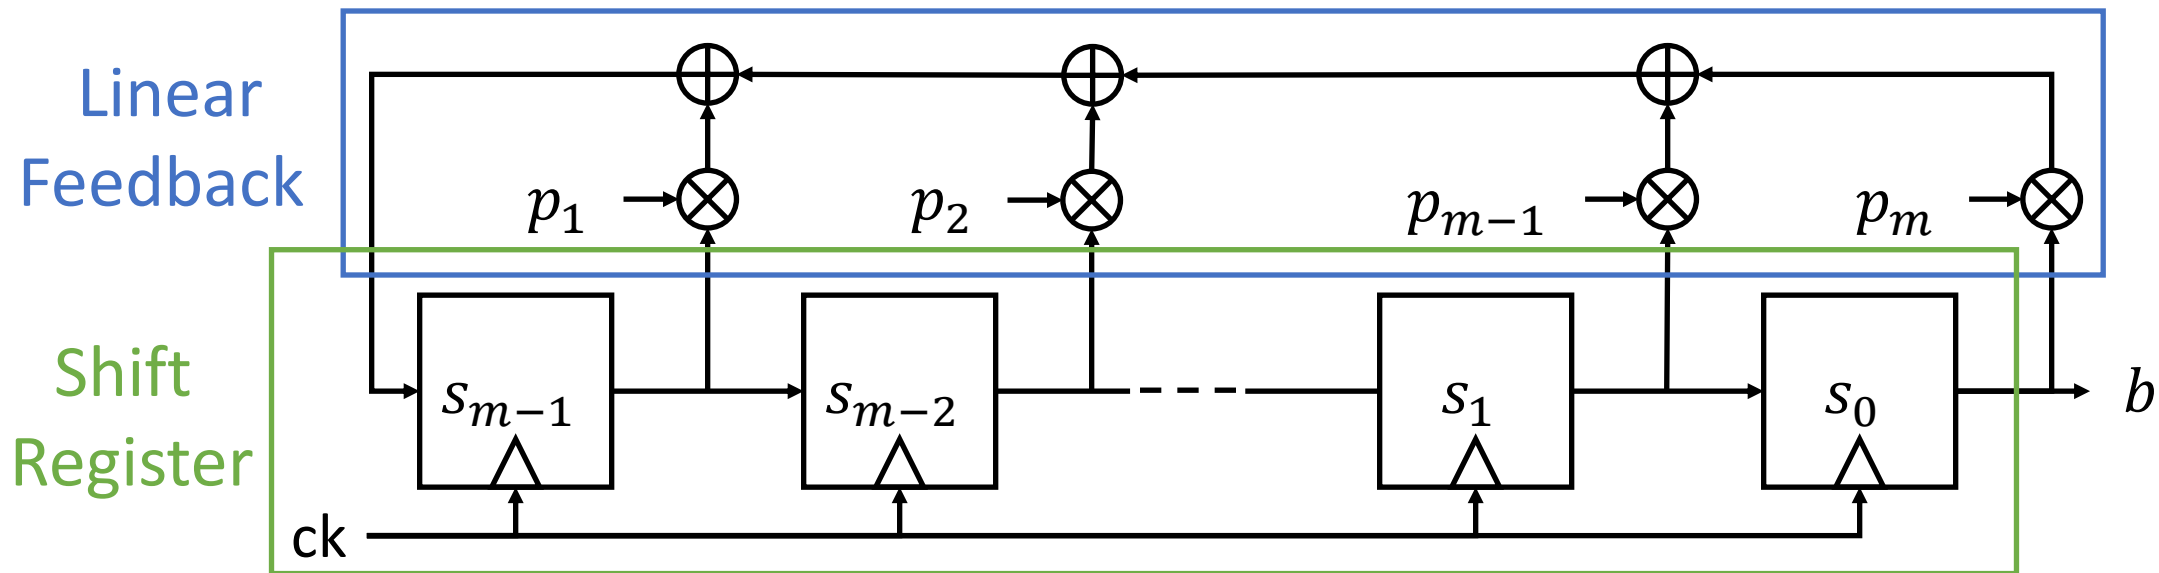 Linear
Feedback
p₁
p₂
pₘ₋₁
pₘ
Shift
Register
sₘ₋₁
sₘ₋₂
s₁
s₀
b
ck